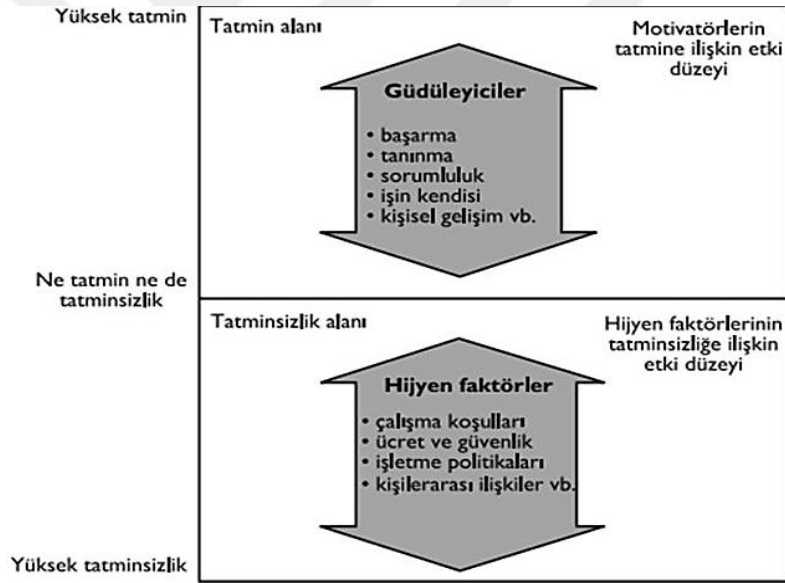 Yüksek tatmin
Tatmin alanı
Motivatörlerin
tatmine ilişkin etki
düzeyi
Güdüleyiciler
• başarma
• tanınma
• sorumluluk
• işin kendisi
• kişisel gelişim vb.
Ne tatmin ne de
tatminsizlik
Tatminsizlik alanı
Hijyen faktörlerinin
tatminsizliğe ilişkin
etki düzeyi
Hijyen faktörler
• çalışma koşulları
• ücret ve güvenlik
• işletme politikaları
• kişilerarası ilişkiler vb.
Yüksek tatminsizlik